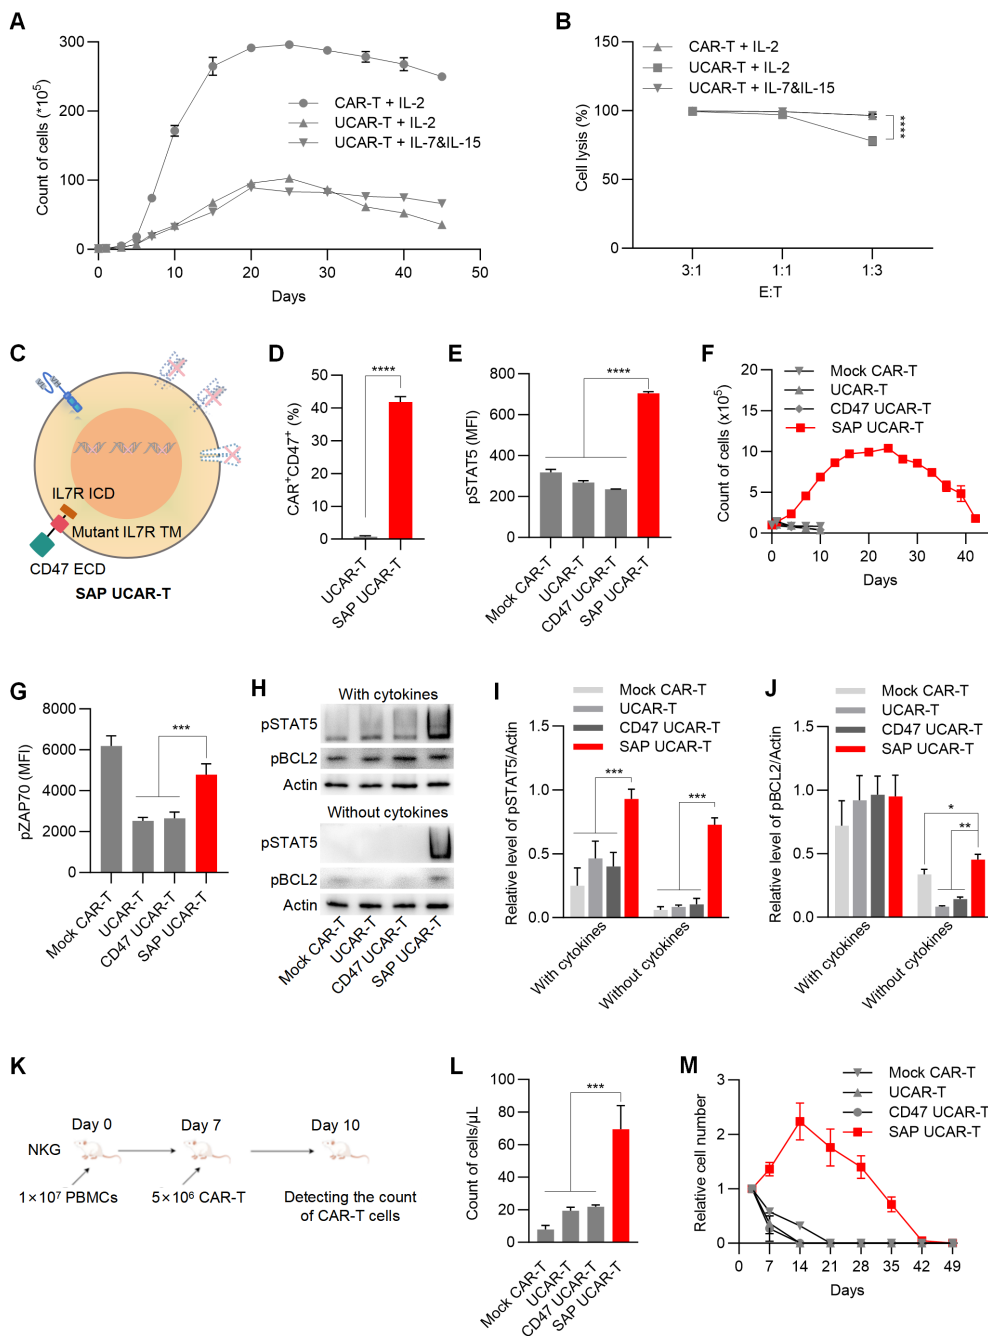 A
Count of cells (*10⁵)
300
200
100
0
0
10
20
30
40
50
Days
CAR-T + IL-2
UCAR-T + IL-2
UCAR-T + IL-7&IL-15
B
Cell lysis (%)
150
100
50
0
3:1
1:1
1:3
E:T
CAR-T + IL-2
UCAR-T + IL-2
UCAR-T + IL-7&IL-15
****
C
IL7R ICD
Mutant IL7R TM
CD47 ECD
SAP UCAR-T
D
CAR⁺CD47⁺ (%)
50
40
30
20
10
0
****
UCAR-T
SAP UCAR-T
E
pSTAT5 (MFI)
800
600
400
200
0
****
Mock CAR-T
UCAR-T
CD47 UCAR-T
SAP UCAR-T
F
Mock CAR-T
UCAR-T
CD47 UCAR-T
SAP UCAR-T
Count of cells (x10⁵)
20
15
10
5
0
0
10
20
30
40
Days
G
pZAP70 (MFI)
8000
6000
4000
2000
0
***
Mock CAR-T
UCAR-T
CD47 UCAR-T
SAP UCAR-T
H
With cytokines
pSTAT5
pBCL2
Actin
Without cytokines
pSTAT5
pBCL2
Actin
Mock CAR-T
UCAR-T
CD47 UCAR-T
SAP UCAR-T
I
Mock CAR-T
UCAR-T
CD47 UCAR-T
SAP UCAR-T
Relative level of pSTAT5/Actin
1.5
1.0
0.5
0.0
***
***
With cytokines
Without cytokines
J
Mock CAR-T
UCAR-T
CD47 UCAR-T
SAP UCAR-T
Relative level of pBCL2/Actin
1.5
1.0
0.5
0.0
*
**
With cytokines
Without cytokines
K
Day 0
Day 7
Day 10
NKG
1×10⁷ PBMCs
5×10⁶ CAR-T
Detecting the count
of CAR-T cells
L
Count of cells/µL
100
80
60
40
20
0
***
Mock CAR-T
UCAR-T
CD47 UCAR-T
SAP UCAR-T
M
Mock CAR-T
UCAR-T
CD47 UCAR-T
SAP UCAR-T
Relative cell number
3
2
1
0
0
7
14
21
28
35
42
49
Days